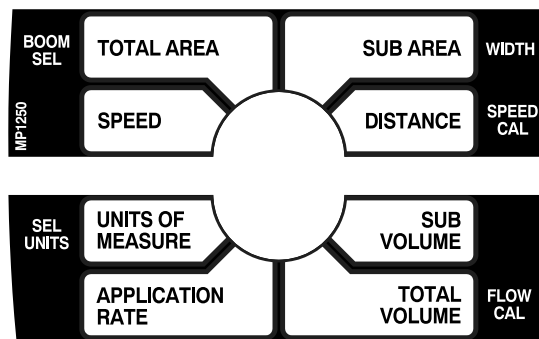 BOOM
SEL
TOTAL AREA
SUB AREA
WIDTH
MP1250
SPEED
DISTANCE
SPEED
CAL
SEL
UNITS
UNITS OF
MEASURE
SUB
VOLUME
APPLICATION
RATE
TOTAL
VOLUME
FLOW
CAL